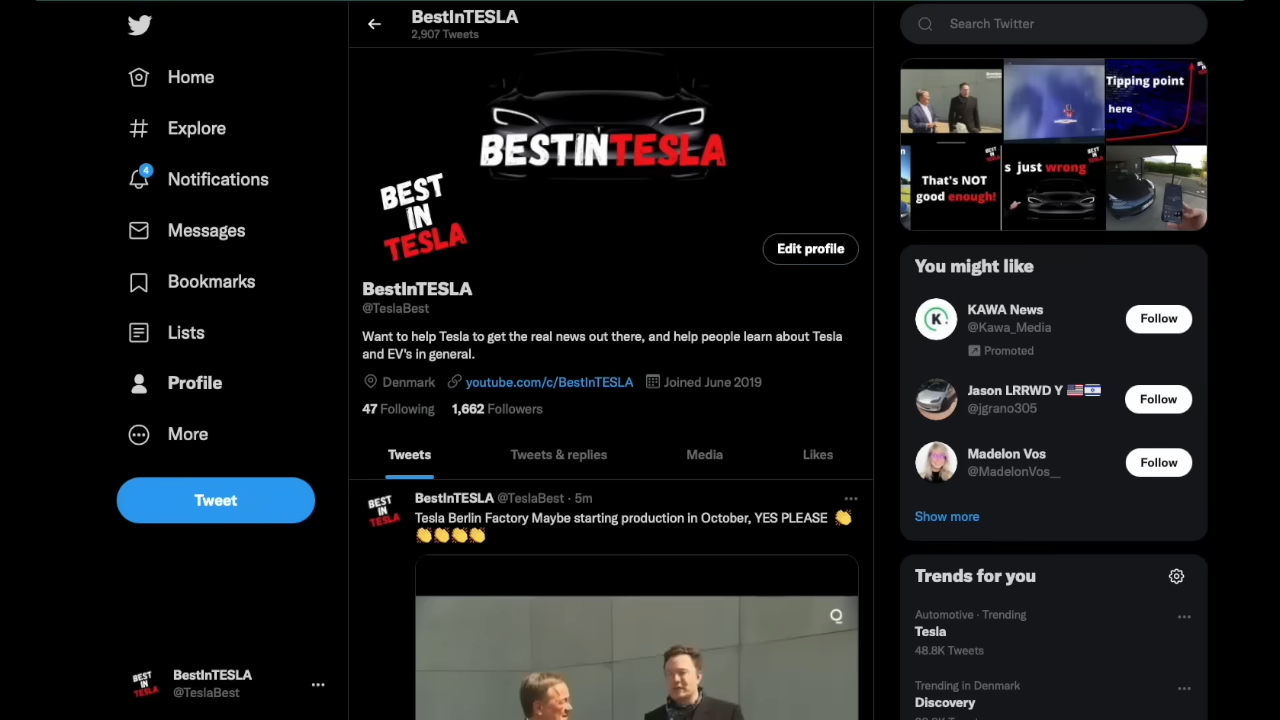 BestInTESLA
2,907 Tweets
Home
Explore
4
Notifications
Messages
Bookmarks
Lists
Profile
More
Tweet
BestInTESLA
@TeslaBest
BESTINTESLA
BEST
IN
TESLA
Edit profile
BestInTESLA
@TeslaBest
Want to help Tesla to get the real news out there, and help people learn about Tesla
and EV's in general.
Denmark youtube.com/c/BestInTESLA Joined June 2019
47 Following 1,662 Followers
Tweets Tweets & replies Media Likes
BEST
IN
TESLA
BestInTESLA @TeslaBest · 5m
Tesla Berlin Factory Maybe starting production in October, YES PLEASE 👏
👏👏👏👏
Search Twitter
Tipping point
here
That's NOT
good enough!
s just wrong
You might like
KAWA News
@Kawa_Media
Promoted
Follow
Jason LRRWD Y 🇺🇸🇮🇱
@jgrano305
Follow
Madelon Vos
@MadelonVos__
Follow
Show more
Trends for you
Automotive · Trending
Tesla
48.8K Tweets
Trending in Denmark
Discovery